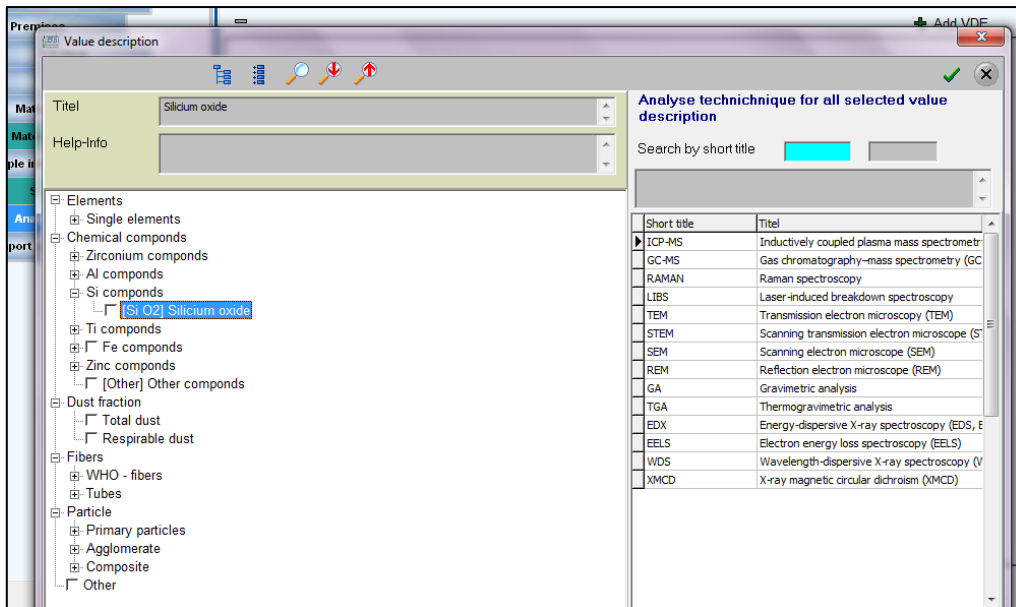 Premises
Add VDE
Value description
Mat
Mate
ple in
S
Ana
port
Titel
Silicium oxide
Help-Info
Elements
Single elements
Chemical componds
Zirconium componds
Al componds
Si componds
[Si O2] Silicium oxide
Ti componds
Fe componds
Zinc componds
[Other] Other componds
Dust fraction
Total dust
Respirable dust
Fibers
WHO - fibers
Tubes
Particle
Primary particles
Agglomerate
Composite
Other
Analyse technichnique for all selected value
description
Search by short title
Short title Titel
ICP-MS Inductively coupled plasma mass spectrometr
GC-MS Gas chromatography–mass spectrometry (GC
RAMAN Raman spectroscopy
LIBS Laser-induced breakdown spectroscopy
TEM Transmission electron microscopy (TEM)
STEM Scanning transmission electron microscope (ST
SEM Scanning electron microscope (SEM)
REM Reflection electron microscope (REM)
GA Gravimetric analysis
TGA Thermogravimetric analysis
EDX Energy-dispersive X-ray spectroscopy (EDS, E
EELS Electron energy loss spectroscopy (EELS)
WDS Wavelength-dispersive X-ray spectroscopy (W
XMCD X-ray magnetic circular dichroism (XMCD)